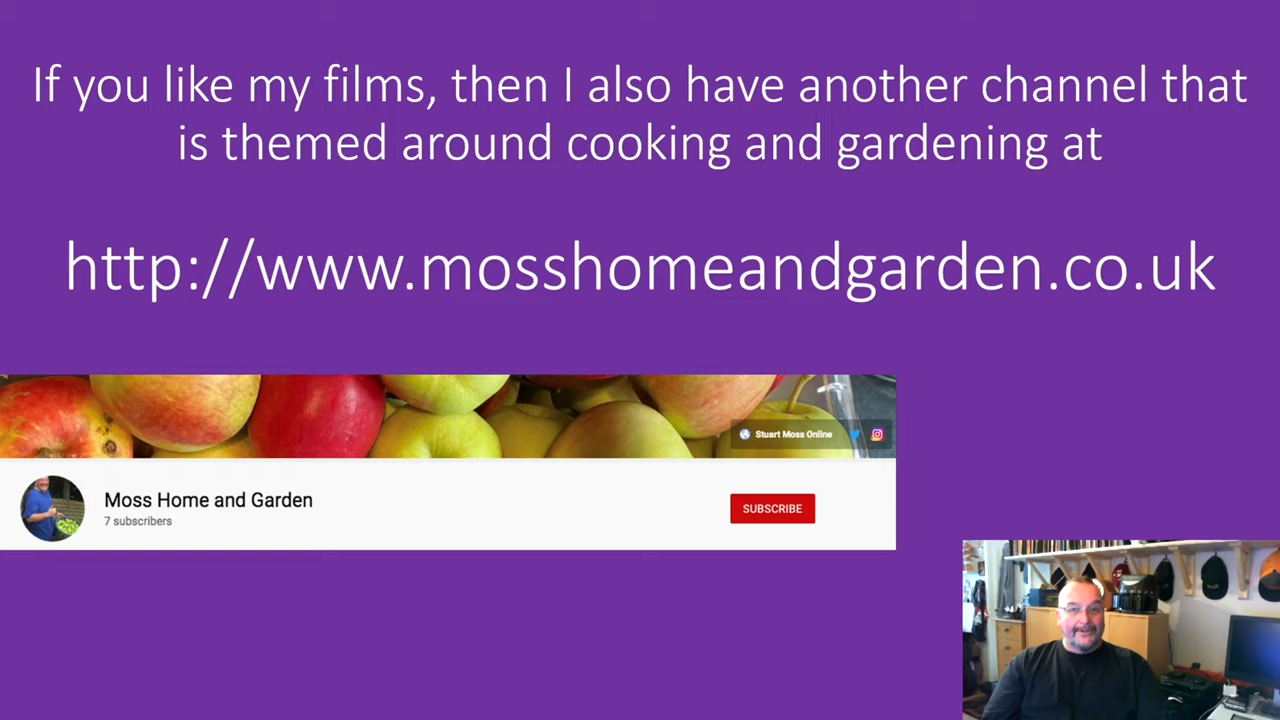 If you like my films, then I also have another channel that
is themed around cooking and gardening at
http://www.mosshomeandgarden.co.uk
Stuart Moss Online
Moss Home and Garden
7 subscribers
SUBSCRIBE